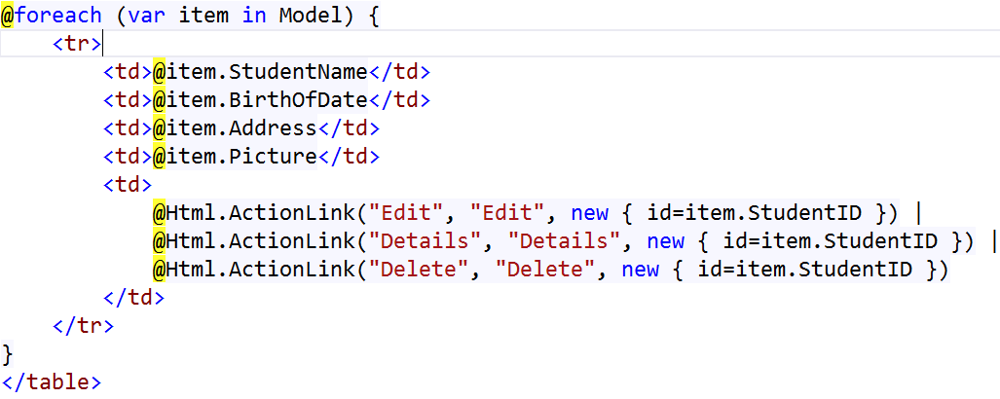 @foreach (var item in Model) {
    <tr>
        <td>@item.StudentName</td>
        <td>@item.BirthOfDate</td>
        <td>@item.Address</td>
        <td>@item.Picture</td>
        <td>
            @Html.ActionLink("Edit", "Edit", new { id=item.StudentID }) |
            @Html.ActionLink("Details", "Details", new { id=item.StudentID }) |
            @Html.ActionLink("Delete", "Delete", new { id=item.StudentID })
        </td>
    </tr>
}
</table>